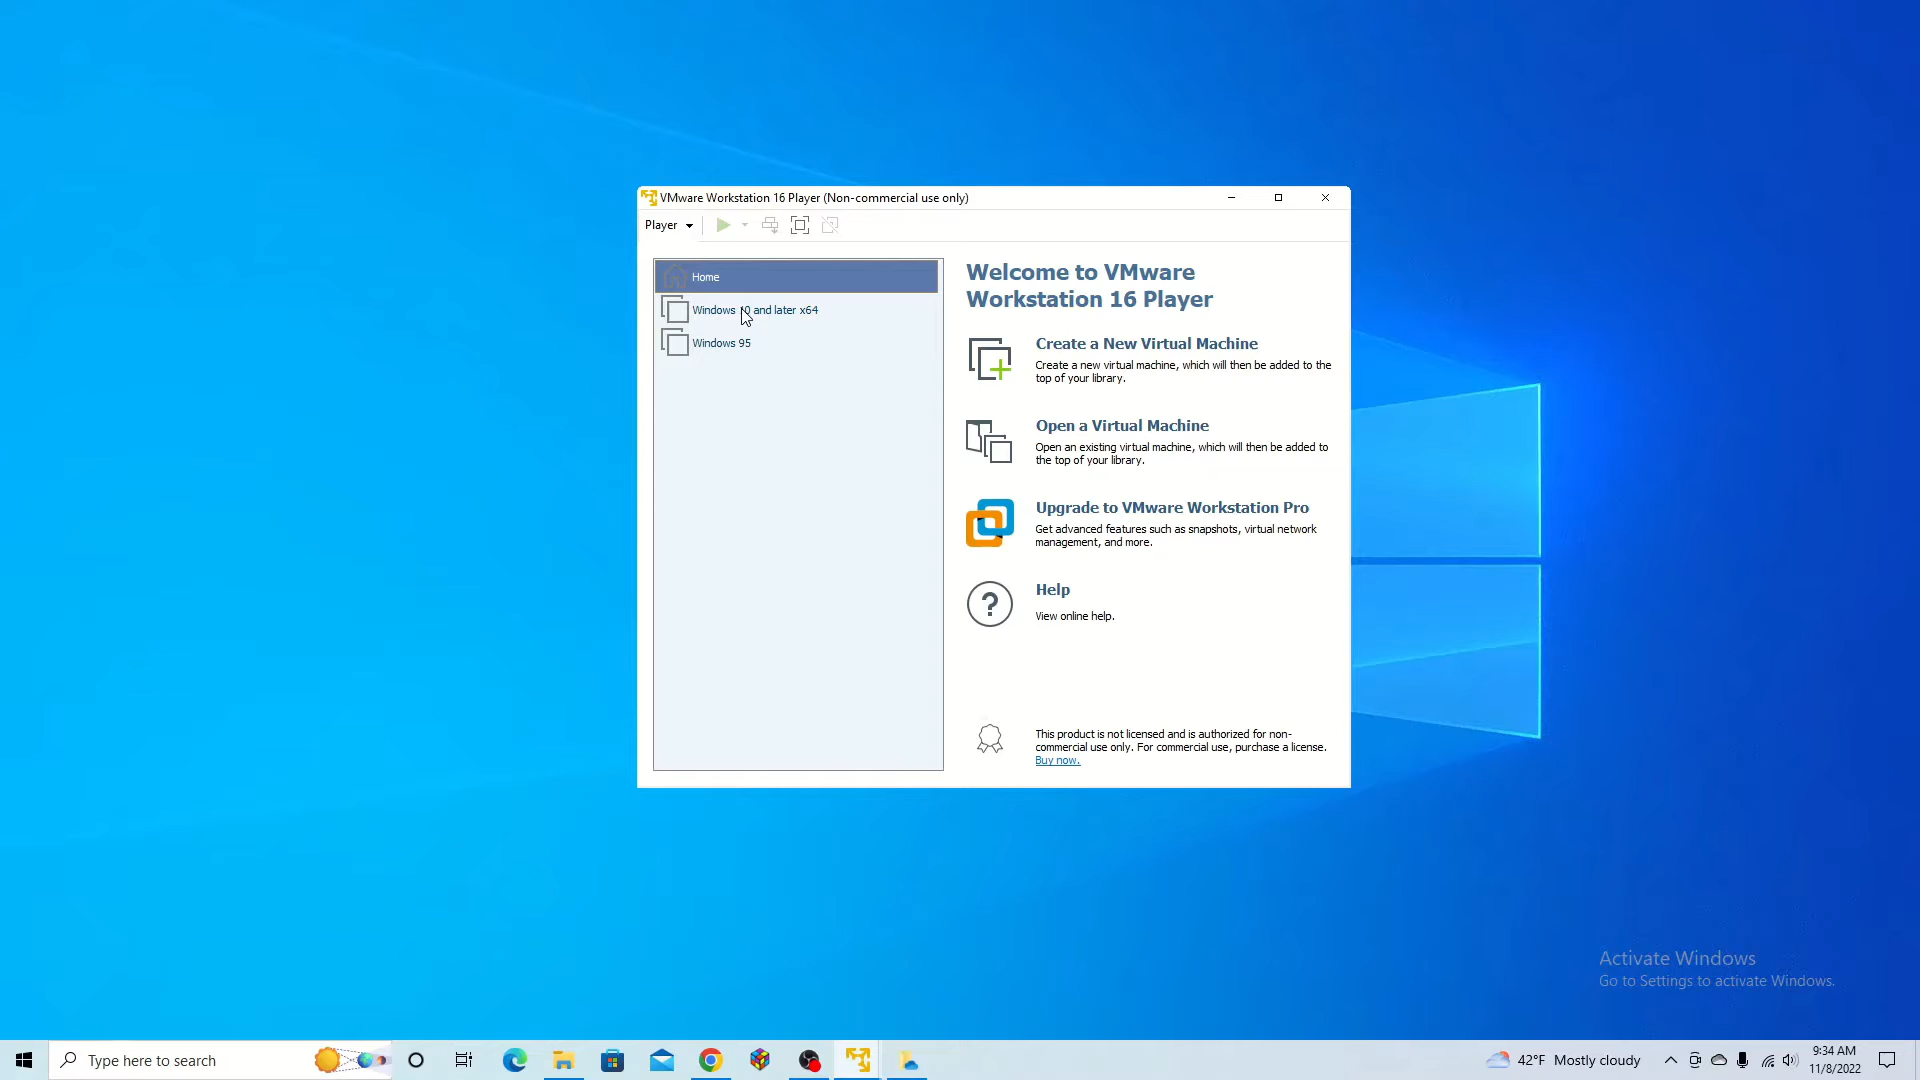 VMware Workstation 16 Player (Non-commercial use only)
Player
Home
Windows 10 and later x64
Windows 95
Welcome to VMware
Workstation 16 Player
Create a New Virtual Machine
Create a new virtual machine, which will then be added to the
top of your library.
Open a Virtual Machine
Open an existing virtual machine, which will then be added to
the top of your library.
Upgrade to VMware Workstation Pro
Get advanced features such as snapshots, virtual network
management, and more.
?
Help
View online help.
This product is not licensed and is authorized for non-
commercial use only. For commercial use, purchase a license.
Buy now.
Activate Windows
Go to Settings to activate Windows.
Type here to search
42°F Mostly cloudy
9:34 AM
11/8/2022